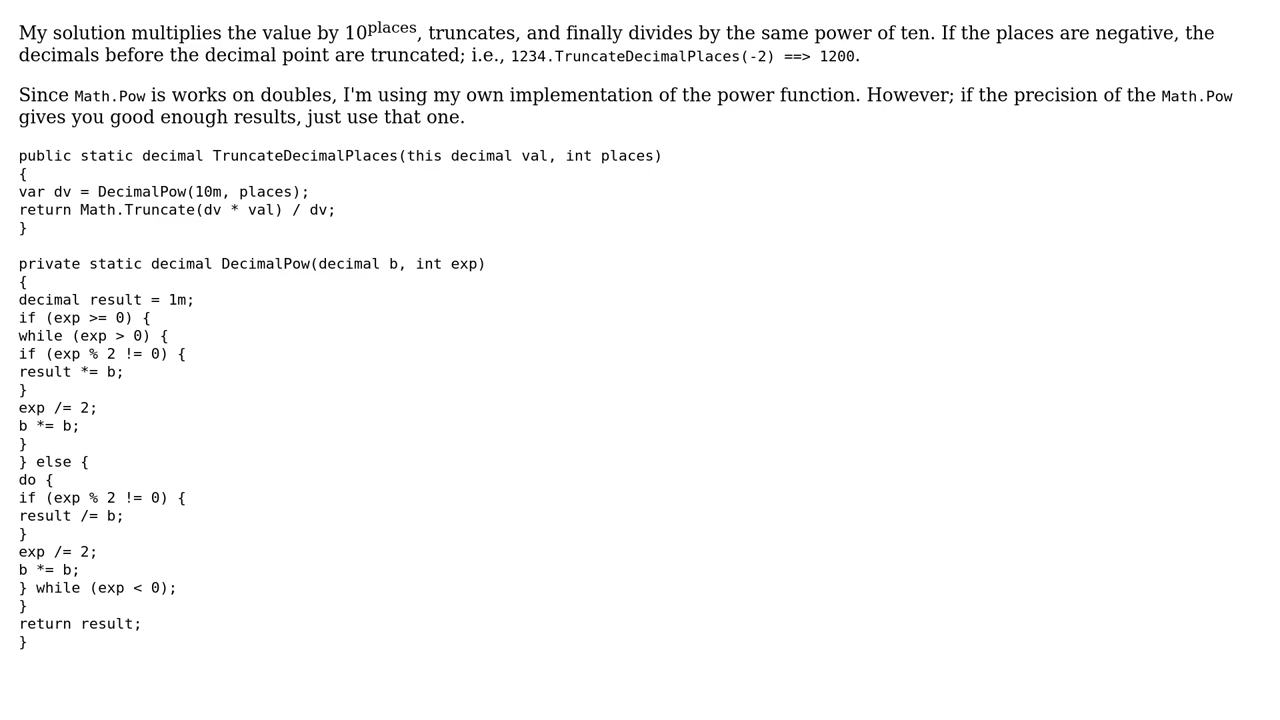 My solution multiplies the value by 10places, truncates, and finally divides by the same power of ten. If the places are negative, the
decimals before the decimal point are truncated; i.e., 1234.TruncateDecimalPlaces(-2) ==> 1200.
Since Math.Pow is works on doubles, I'm using my own implementation of the power function. However; if the precision of the Math.Pow
gives you good enough results, just use that one.
public static decimal TruncateDecimalPlaces(this decimal val, int places)
{
var dv = DecimalPow(10m, places);
return Math.Truncate(dv * val) / dv;
}
private static decimal DecimalPow(decimal b, int exp)
{
decimal result = 1m;
if (exp >= 0) {
while (exp > 0) {
if (exp % 2 != 0) {
result *= b;
}
exp /= 2;
b *= b;
}
} else {
do {
if (exp % 2 != 0) {
result /= b;
}
exp /= 2;
b *= b;
} while (exp < 0);
}
return result;
}